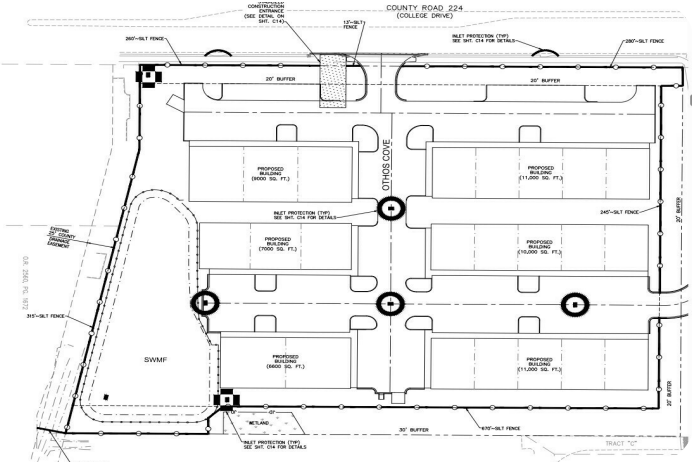 CONSTRUCTION
ENTRANCE
(SEE DETAIL ON
SHT. C14)
13'-SILT
FENCE
COUNTY ROAD 224
(COLLEGE DRIVE)
INLET PROTECTION (TYP)
SEE SHT. C14 FOR DETAILS
260'-SILT FENCE
280'-SILT FENCE
20' BUFFER
20' BUFFER
OTHOS COVE
PROPOSED
BUILDING
(9000 SQ. FT.)
PROPOSED
BUILDING
(11,000 SQ. FT.)
INLET PROTECTION (TYP)
SEE SHT. C14 FOR DETAILS
245'-SILT FENCE
20' BUFFER
EXISTING
25' COUNTY
DRAINAGE
EASEMENT
PROPOSED
BUILDING
(7000 SQ. FT.)
PROPOSED
BUILDING
(10,000 SQ. FT.)
O.R. 2560, PG. 1672
315'-SILT FENCE
SWMF
PROPOSED
BUILDING
(6600 SQ. FT.)
PROPOSED
BUILDING
(11,000 SQ. FT.)
20' BUFFER
WETLAND
30' BUFFER
670'-SILT FENCE
INLET PROTECTION (TYP)
SEE SHT. C14 FOR DETAILS
TRACT "C"